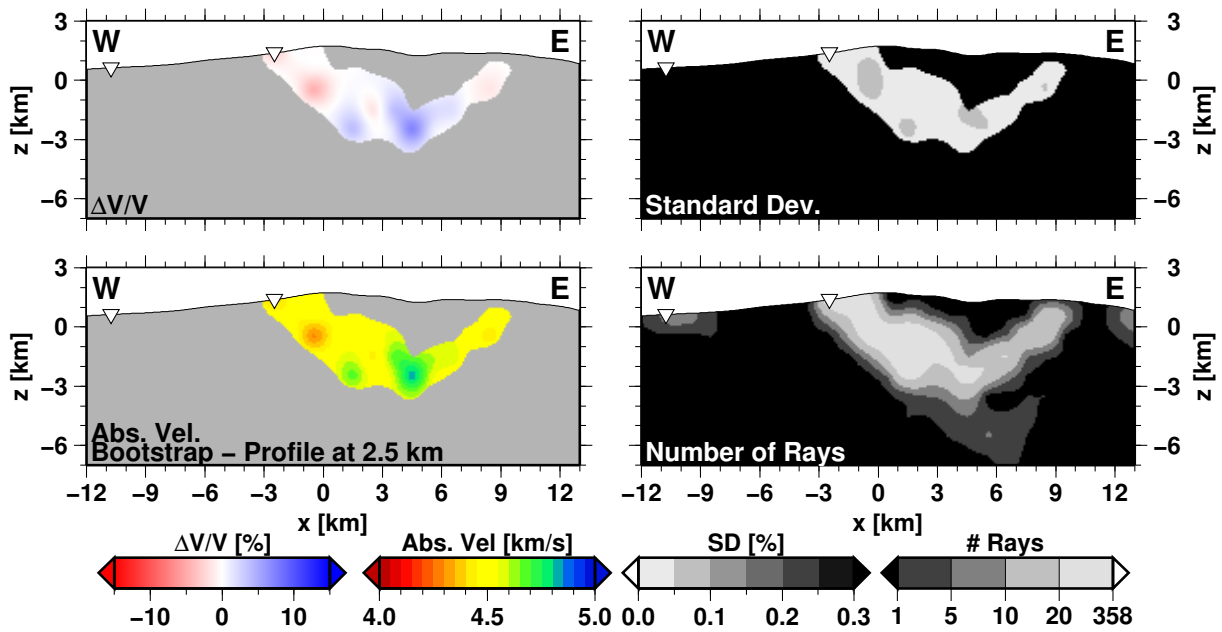 W E
W E
3
0
−3
−6
z [km]
ΔV/V
3
0
−3
−6
z [km]
Standard Dev.
W E
W E
3
0
−3
−6
z [km]
Abs. Vel.
Bootstrap − Profile at 2.5 km
3
0
−3
−6
z [km]
Number of Rays
−12 −9 −6 −3 0 3 6 9 12
x [km]
−12 −9 −6 −3 0 3 6 9 12
x [km]
ΔV/V [%]
−10 0 10
Abs. Vel [km/s]
4.0 4.5 5.0
SD [%]
0.0 0.1 0.2 0.3
# Rays
1 5 10 20 358